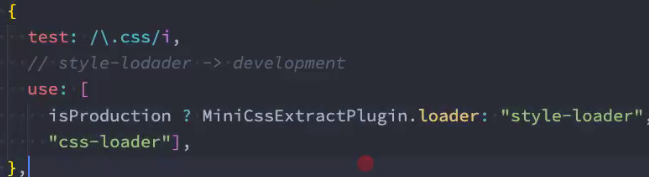 {
test: /\.css/i,
// style-lodader -> development
use: [
isProduction ? MiniCssExtractPlugin.loader: "style-loader",
"css-loader"],
},